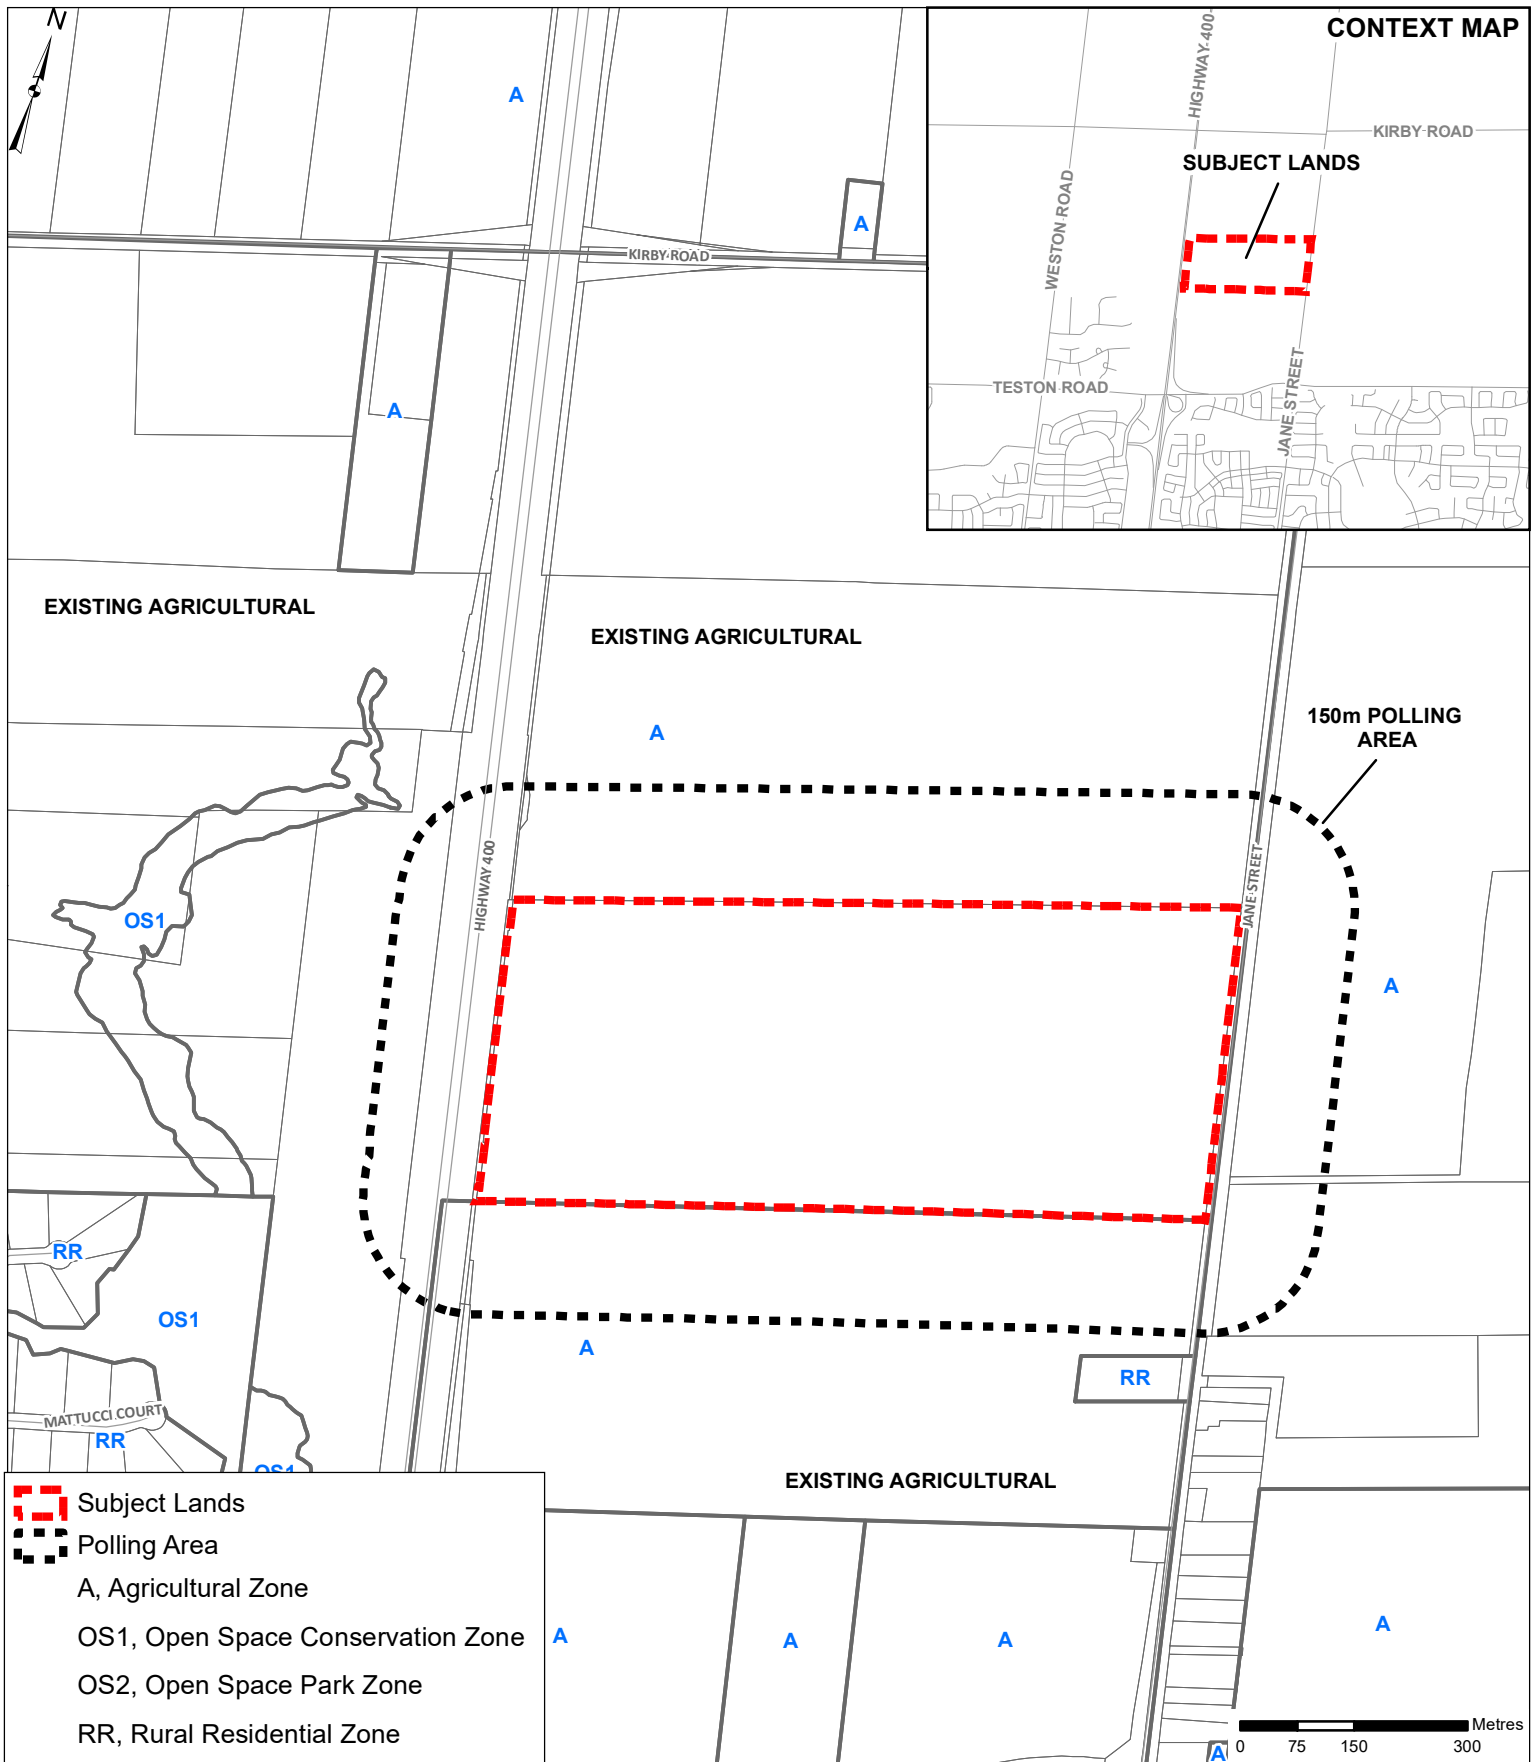 N
CONTEXT MAP
HIGHWAY 400
KIRBY ROAD
SUBJECT LANDS
WESTON ROAD
TESTON ROAD
JANE STREET
A
A
KIRBY ROAD
A
EXISTING AGRICULTURAL
EXISTING AGRICULTURAL
A
150m POLLING
AREA
HIGHWAY 400
JANE STREET
OS1
A
RR
OS1
A
RR
MATTUCCI COURT
RR
OS1
EXISTING AGRICULTURAL
Subject Lands
Polling Area
A, Agricultural Zone
OS1, Open Space Conservation Zone
OS2, Open Space Park Zone
RR, Rural Residential Zone
A
A
A
A
A
Metres
0 75 150 300